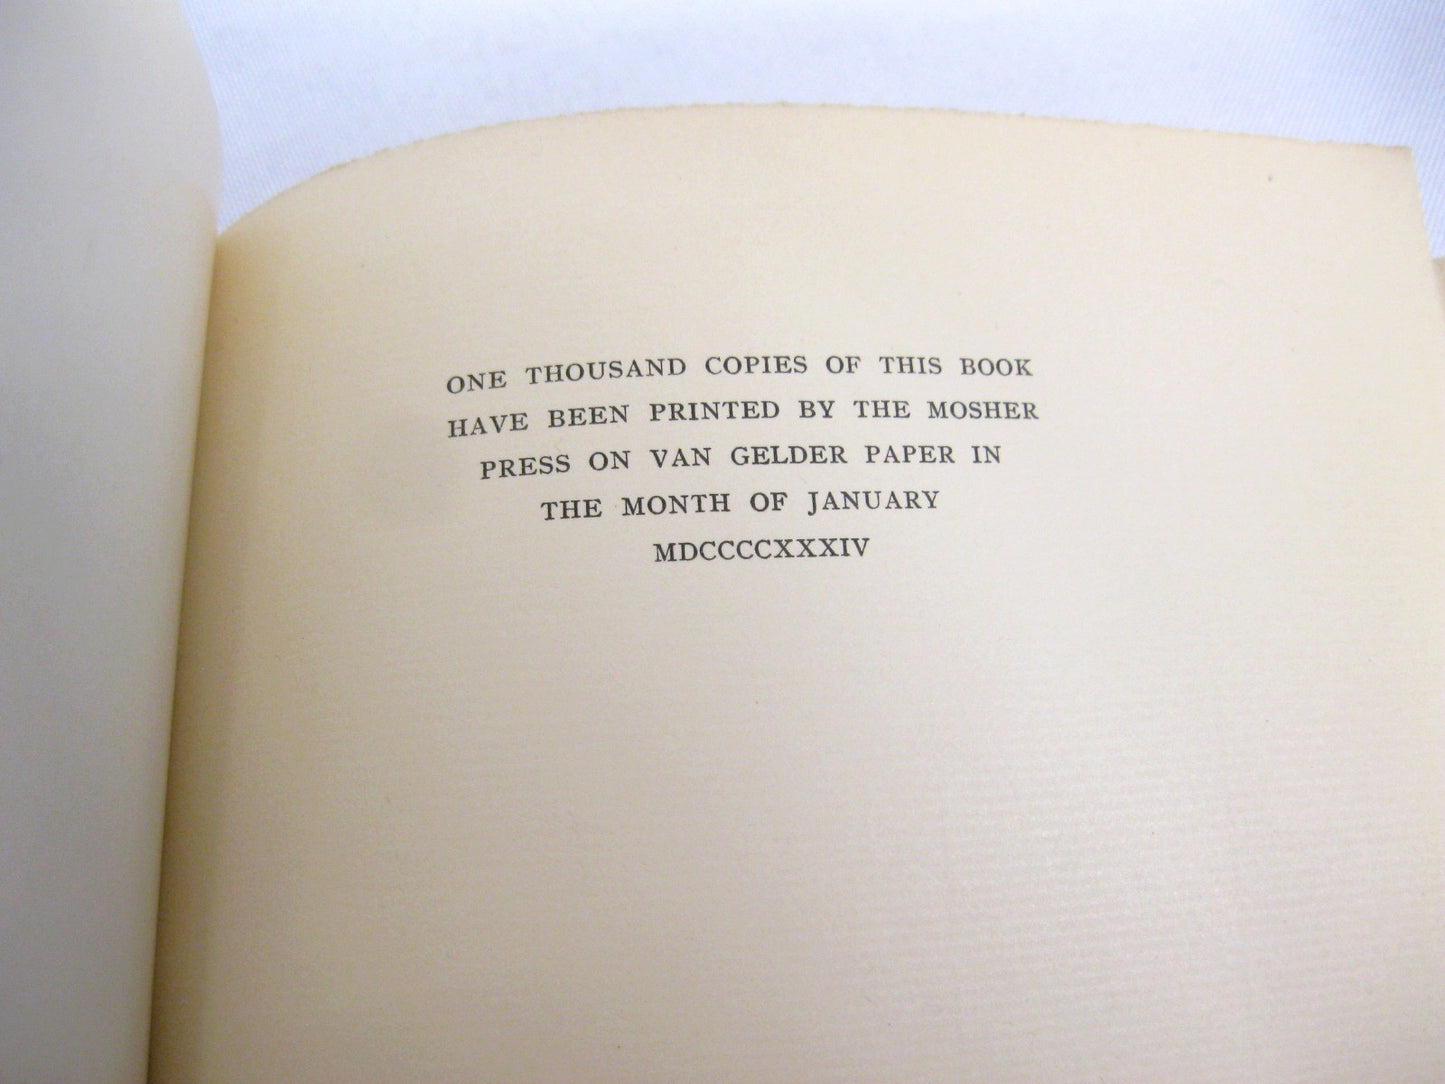 ONE THOUSAND COPIES OF THIS BOOK
HAVE BEEN PRINTED BY THE MOSHER
PRESS ON VAN GELDER PAPER IN
THE MONTH OF JANUARY
MDCCCCXXXIV